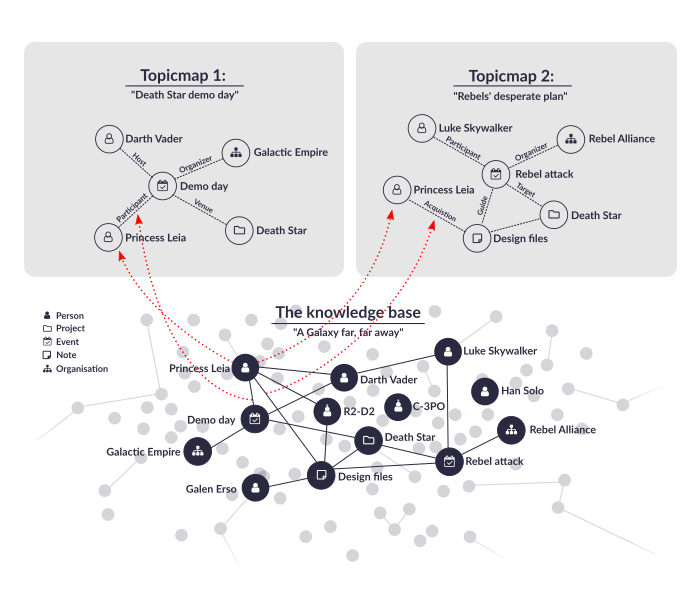 Topicmap 1:
"Death Star demo day"
Darth Vader
Host
Organizer
Galactic Empire
Demo day
Participant
Venue
Princess Leia
Death Star
Topicmap 2:
"Rebels' desperate plan"
Luke Skywalker
Participant
Organizer
Rebel Alliance
Rebel attack
Princess Leia
Target
Acquistion
Guide
Death Star
Design files
The knowledge base
"A Galaxy far, far away"
Person
Project
Event
Note
Organisation
Princess Leia
Luke Skywalker
Darth Vader
Han Solo
R2-D2
C-3PO
Demo day
Death Star
Rebel Alliance
Galactic Empire
Rebel attack
Design files
Galen Erso